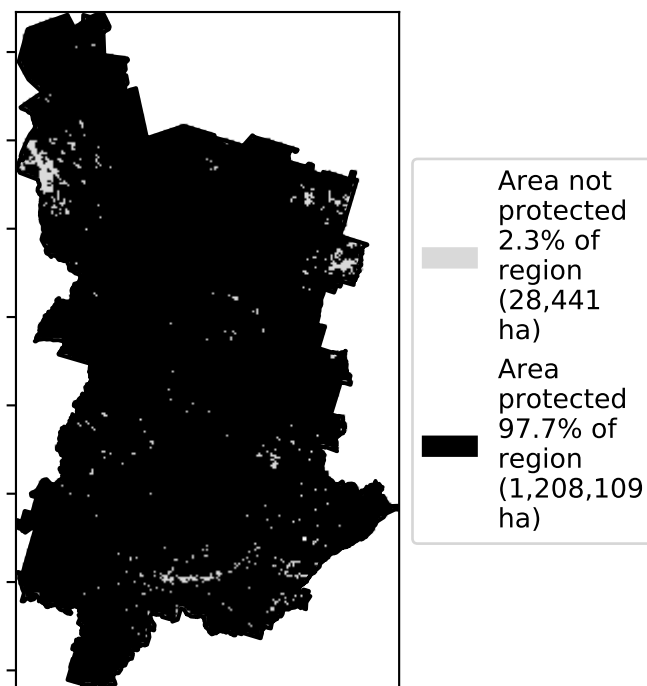 Area not
protected
2.3% of
region
(28,441
ha)
Area
protected
97.7% of
region
(1,208,109
ha)